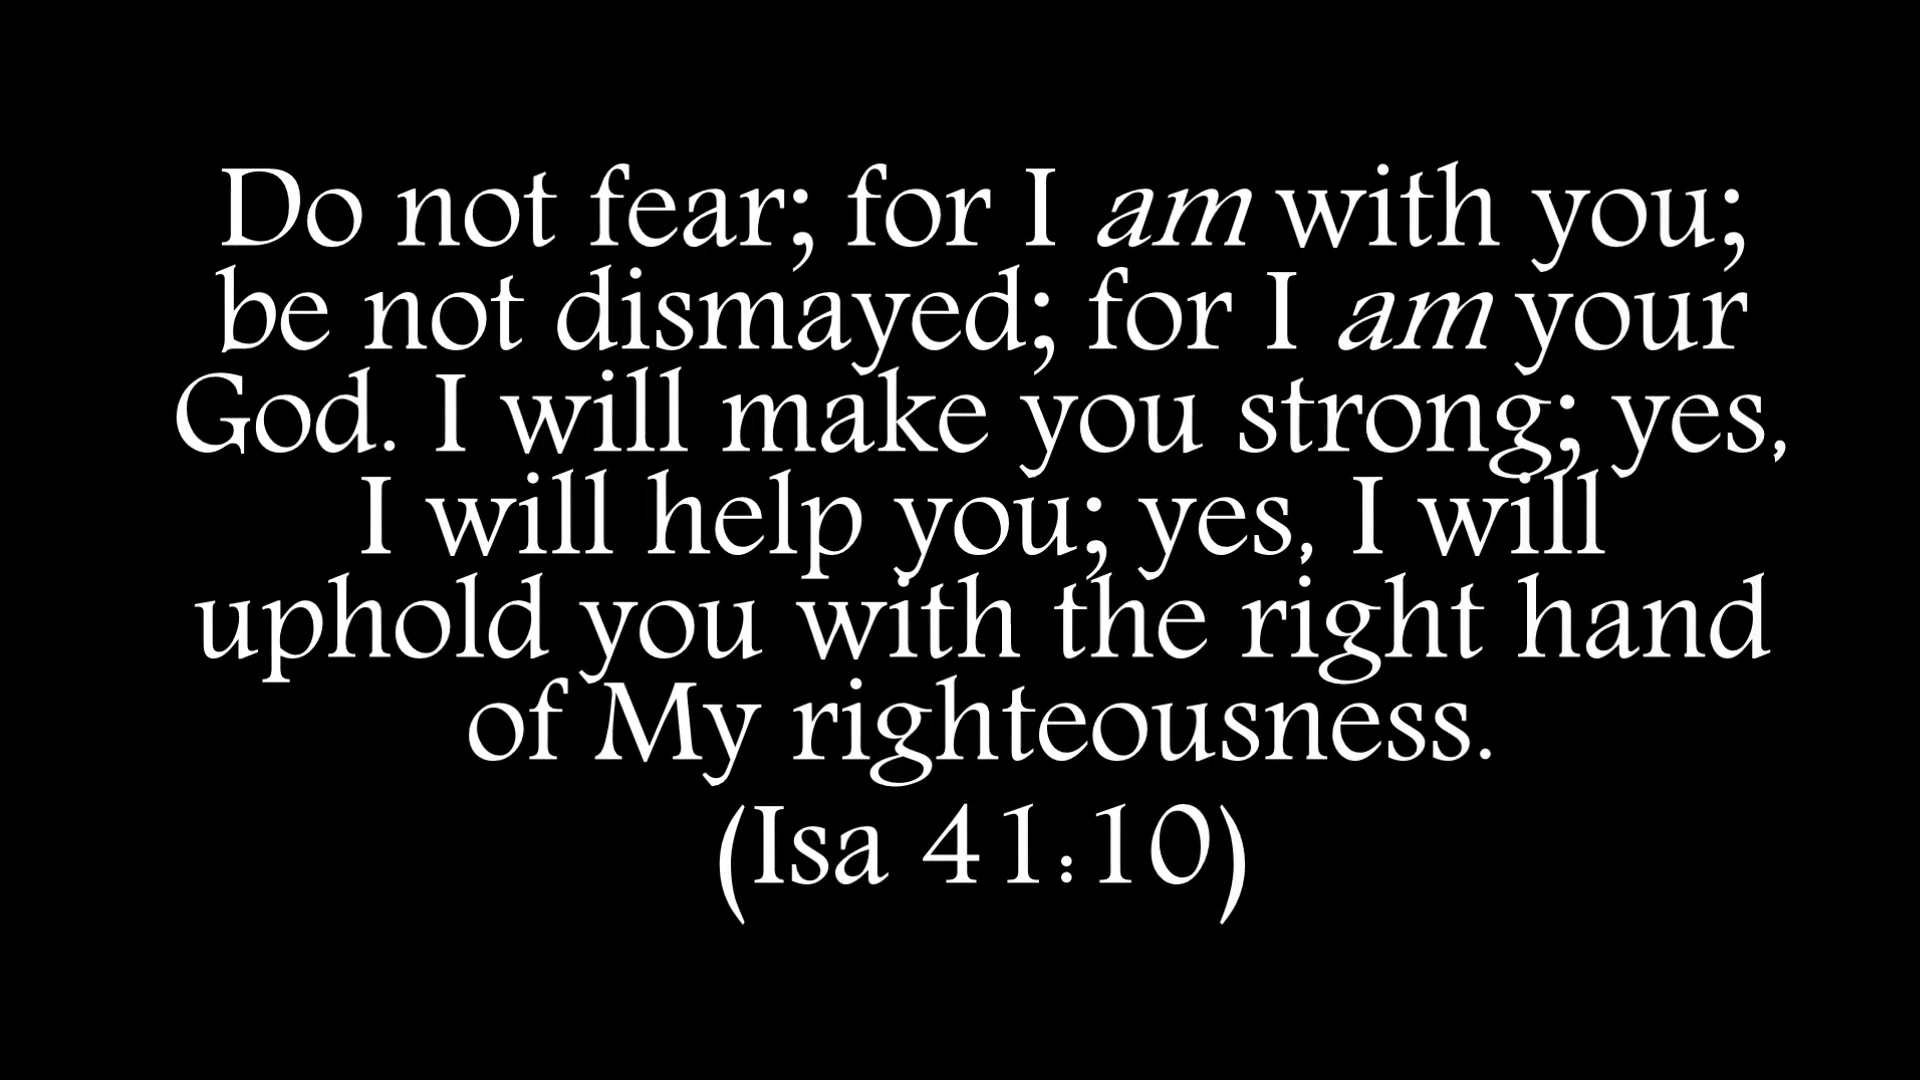 Do not fear; for I am with you;
be not dismayed; for I am your
God. I will make you strong; yes,
I will help you; yes, I will
uphold you with the right hand
of My righteousness.
(Isa 41:10)